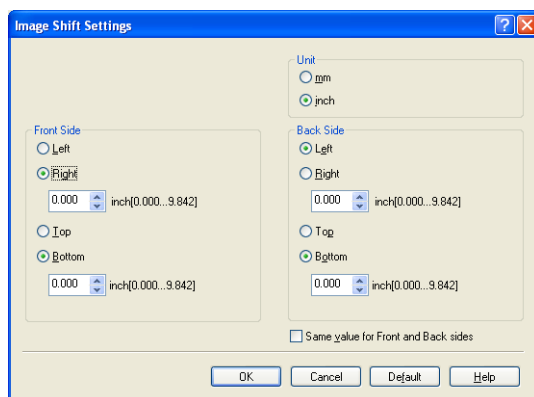 Image Shift Settings
Unit
mm
inch
Front Side
Left
Right
0.000 inch[0.000...9.842]
Top
Bottom
0.000 inch[0.000...9.842]
Back Side
Left
Right
0.000 inch[0.000...9.842]
Top
Bottom
0.000 inch[0.000...9.842]
Same value for Front and Back sides
OK Cancel Default Help